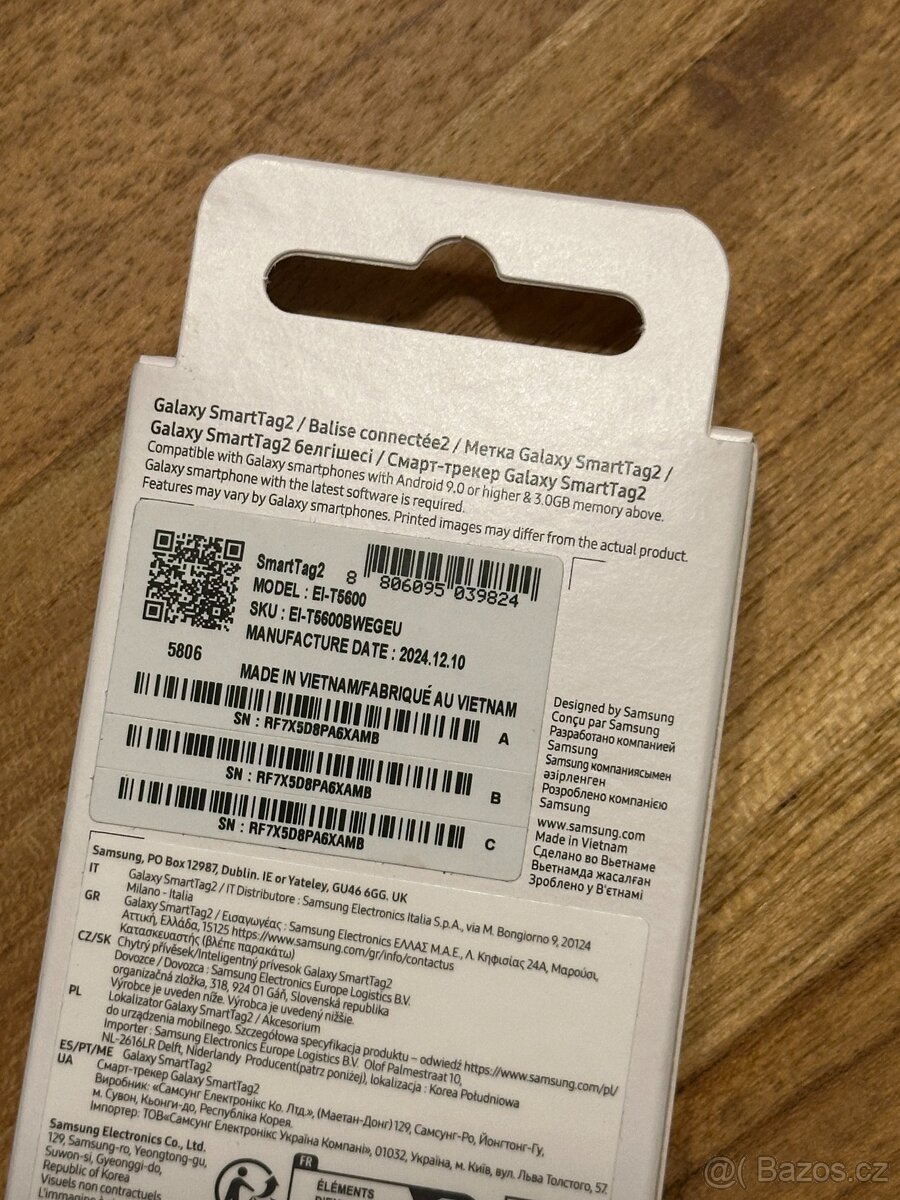 Galaxy SmartTag2 / Balise connectée2 / Метка Galaxy SmartTag2 /
Galaxy SmartTag2 белгішесі / Смарт-трекер Galaxy SmartTag2
Compatible with Galaxy smartphones with Android 9.0 or higher & 3.0GB memory above.
Galaxy smartphone with the latest software is required.
Features may vary by Galaxy smartphones. Printed images may differ from the actual product.
SmartTag2
8 806095 039824
MODEL : EI-T5600
SKU : EI-T5600BWEGEU
MANUFACTURE DATE : 2024.12.10
5806
MADE IN VIETNAM/FABRIQUÉ AU VIETNAM
SN : RF7X5D8PA6XAMB A
SN : RF7X5D8PA6XAMB B
SN : RF7X5D8PA6XAMB C
Designed by Samsung
Conçu par Samsung
Разработано компанией
Samsung
Samsung компаниясымен
әзірленген
Розроблено компанією
Samsung
www.samsung.com
Made in Vietnam
Сделано во Вьетнаме
Вьетнамда жасалған
Зроблено у В'єтнамі
Samsung, PO Box 12987, Dublin. IE or Yateley, GU46 6GG. UK
IT Galaxy SmartTag2 / IT Distributore : Samsung Electronics Italia S.p.A., via M. Bongiorno 9, 20124
Milano - Italia
GR Galaxy SmartTag2 / Εισαγωγέας : Samsung Electronics ΕΛΛΑΣ Μ.Α.Ε., Λ. Κηφισίας 24Α, Μαρούσι,
Αττική, Ελλάδα, 15125 https://www.samsung.com/gr/info/contactus
Κατασκευαστής (βλέπε παρακάτω)
CZ/SK Chytrý přívěsek/Inteligentný prívesok Galaxy SmartTag2
Dovozce / Dovozca : Samsung Electronics Europe Logistics B.V.
organizačná zložka, 318, 924 01 Gáň, Slovenská republika
Výrobce je uveden níže. Výrobca je uvedený nižšie.
PL Lokalizator Galaxy SmartTag2 / Akcesorium
do urządzenia mobilnego. Szczegółowa specyfikacja produktu – odwiedź https://www.samsung.com/pl/
Importer : Samsung Electronics Europe Logistics B.V. Olof Palmestraat 10,
NL-2616LR Delft, Niderlandy Producent(patrz poniżej), lokalizacja : Korea Południowa
ES/PT/ME Galaxy SmartTag2
UA Смарт-трекер Galaxy SmartTag2
Виробник: «Самсунг Електронікс Ко. Лтд.», (Маетан-Донг) 129, Самсунг-Ро, Йонгтонг-Гу,
м. Сувон, Кьонги-до, Республіка Корея.
Імпортер: ТОВ«Самсунг Електронікс Україна Компані», 01032, Україна, м. Київ, вул. Льва Толстого, 57.
Samsung Electronics Co., Ltd.
129, Samsung-ro, Yeongtong-gu,
Suwon-si, Gyeonggi-do,
Republic of Korea
Visuels non contractuels
FR
ÉLÉMENTS
@( Bazos.cz